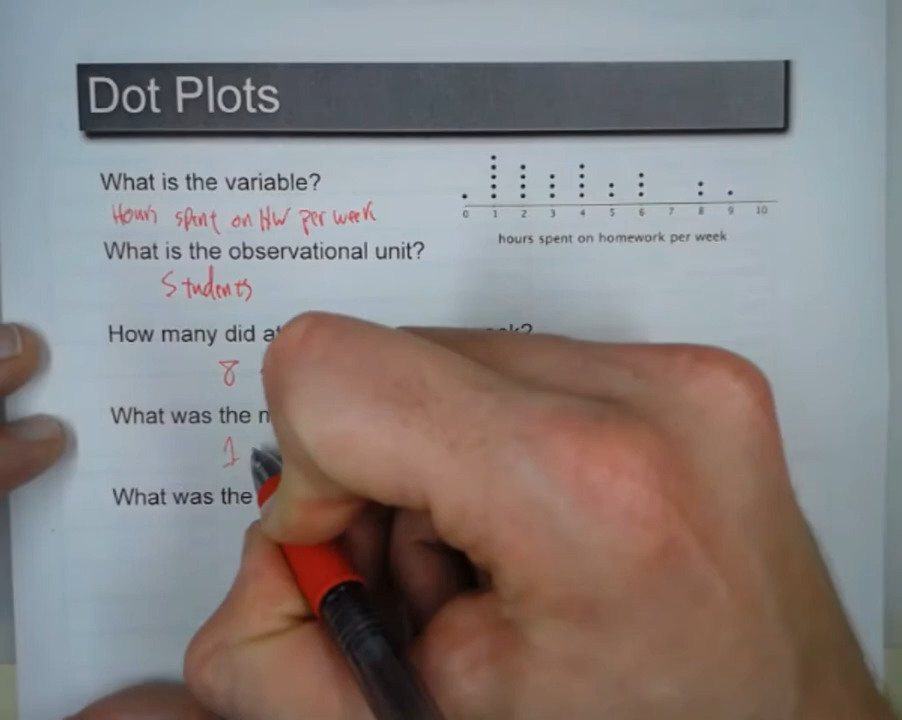 Dot Plots
What is the variable?
Hours spent on HW per week
0 1 2 3 4 5 6 7 8 9 10
hours spent on homework per week
What is the observational unit?
Students
How many did
8
What was the
1
What was the